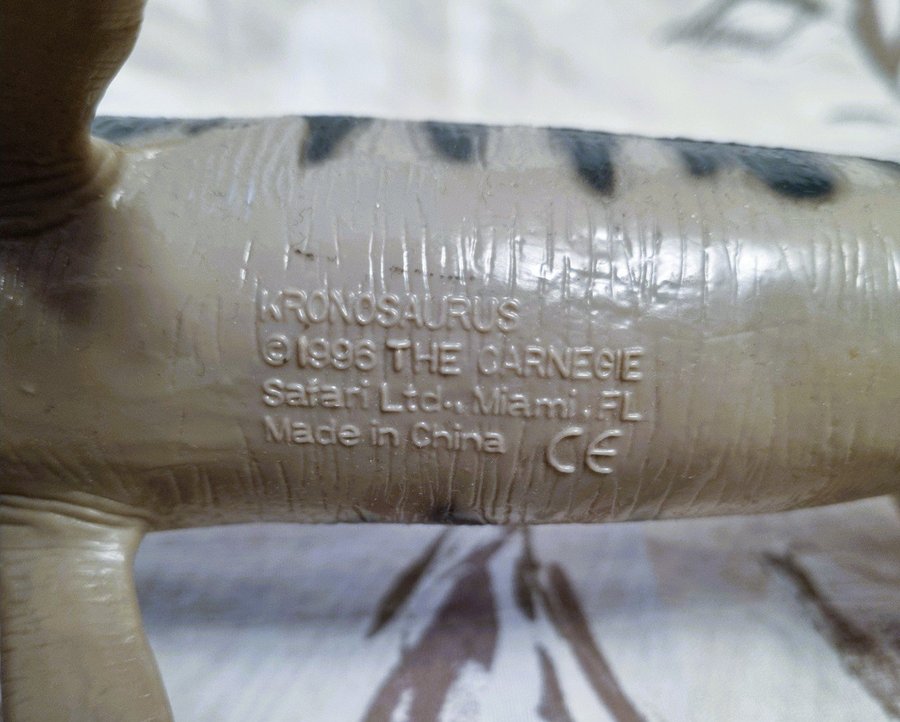 KRONOSAURUS
© 1996 THE CARNEGIE
Safari Ltd., Miami, FL
Made in China CE